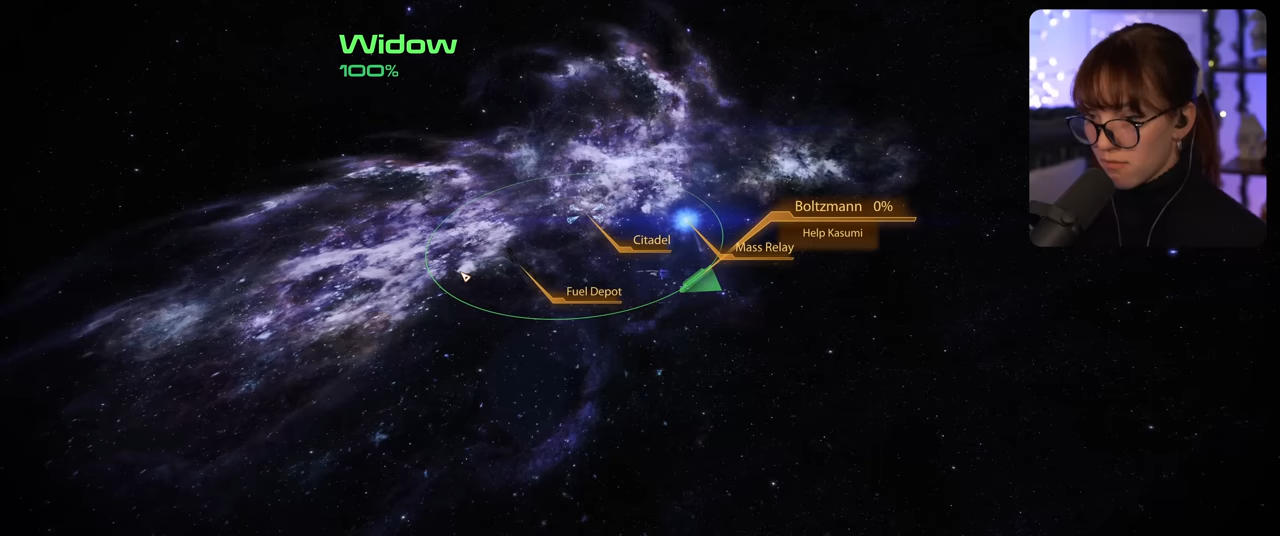 Widow
100%
Boltzmann 0%
Help Kasumi
Citadel
Mass Relay
Fuel Depot